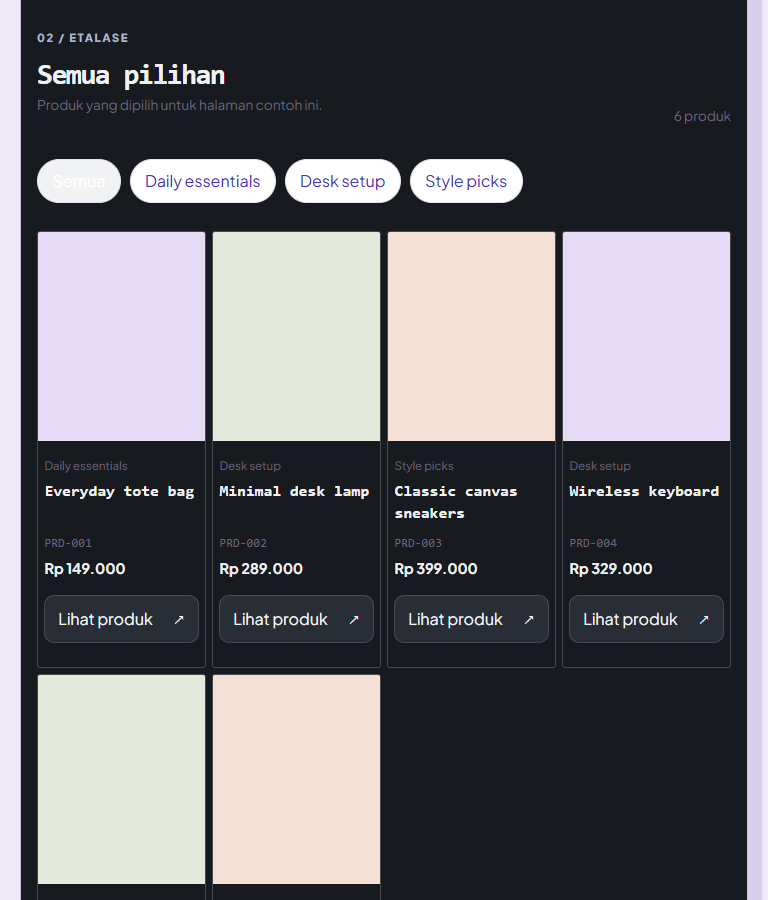 02 / ETALASE
Semua pilihan
Produk yang dipilih untuk halaman contoh ini.
6 produk
Semua
Daily essentials
Desk setup
Style picks
Daily essentials
Everyday tote bag
PRD-001
Rp 149.000
Lihat produk ↗
Desk setup
Minimal desk lamp
PRD-002
Rp 289.000
Lihat produk ↗
Style picks
Classic canvas
sneakers
PRD-003
Rp 399.000
Lihat produk ↗
Desk setup
Wireless keyboard
PRD-004
Rp 329.000
Lihat produk ↗